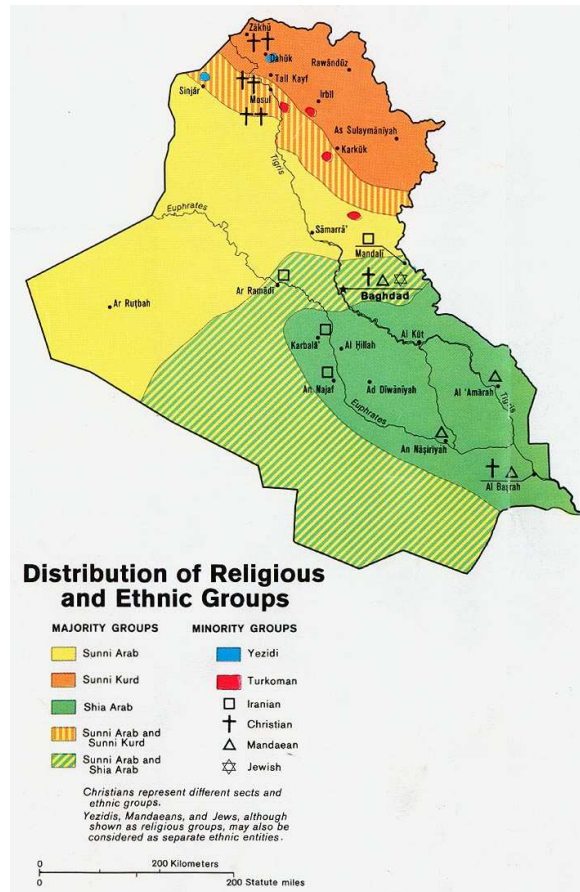 Zākhū
Dahūk
Rawāndūz
Tall Kayf
Sinjār
Mosul
Irbīl
As Sulaymānīyah
Karkūk
Tigris
Euphrates
Sāmarrā'
Mandalī
Ar Ramādī
Baghdad
Ar Ruṭbah
Al Kūt
Karbalā'
Al Ḥillah
An Najaf
Ad Dīwānīyah
Al 'Amārah
Tigris
Euphrates
An Nāṣirīyah
Al Baṣrah
Distribution of Religious
and Ethnic Groups
MAJORITY GROUPS
Sunni Arab
Sunni Kurd
Shia Arab
Sunni Arab and
Sunni Kurd
Sunni Arab and
Shia Arab
MINORITY GROUPS
Yezidi
Turkoman
Iranian
Christian
Mandaean
Jewish
Christians represent different sects and
ethnic groups.
Yezidis, Mandaeans, and Jews, although
shown as religious groups, may also be
considered as separate ethnic entities.
0 200 Kilometers
0 200 Statute miles